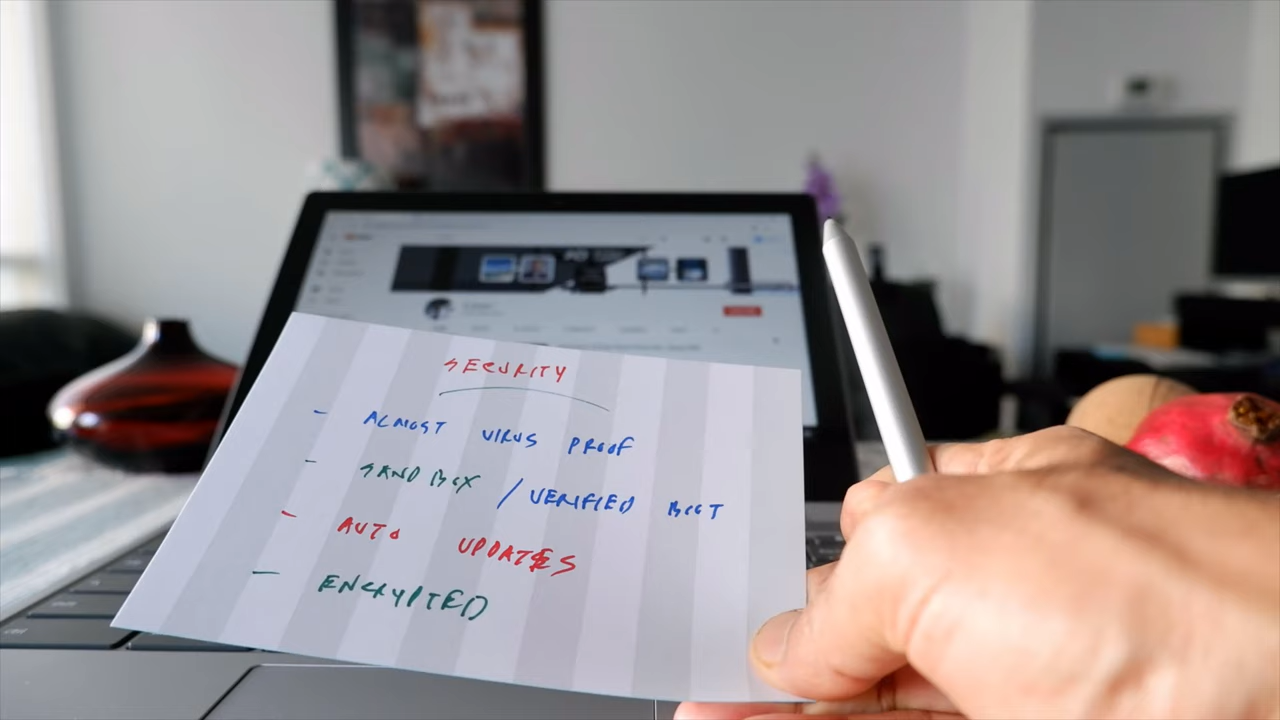 SECURITY
- ALMOST VIRUS PROOF
- SANDBOX / VERIFIED BOOT
- AUTO UPDATES
- ENCRYPTED